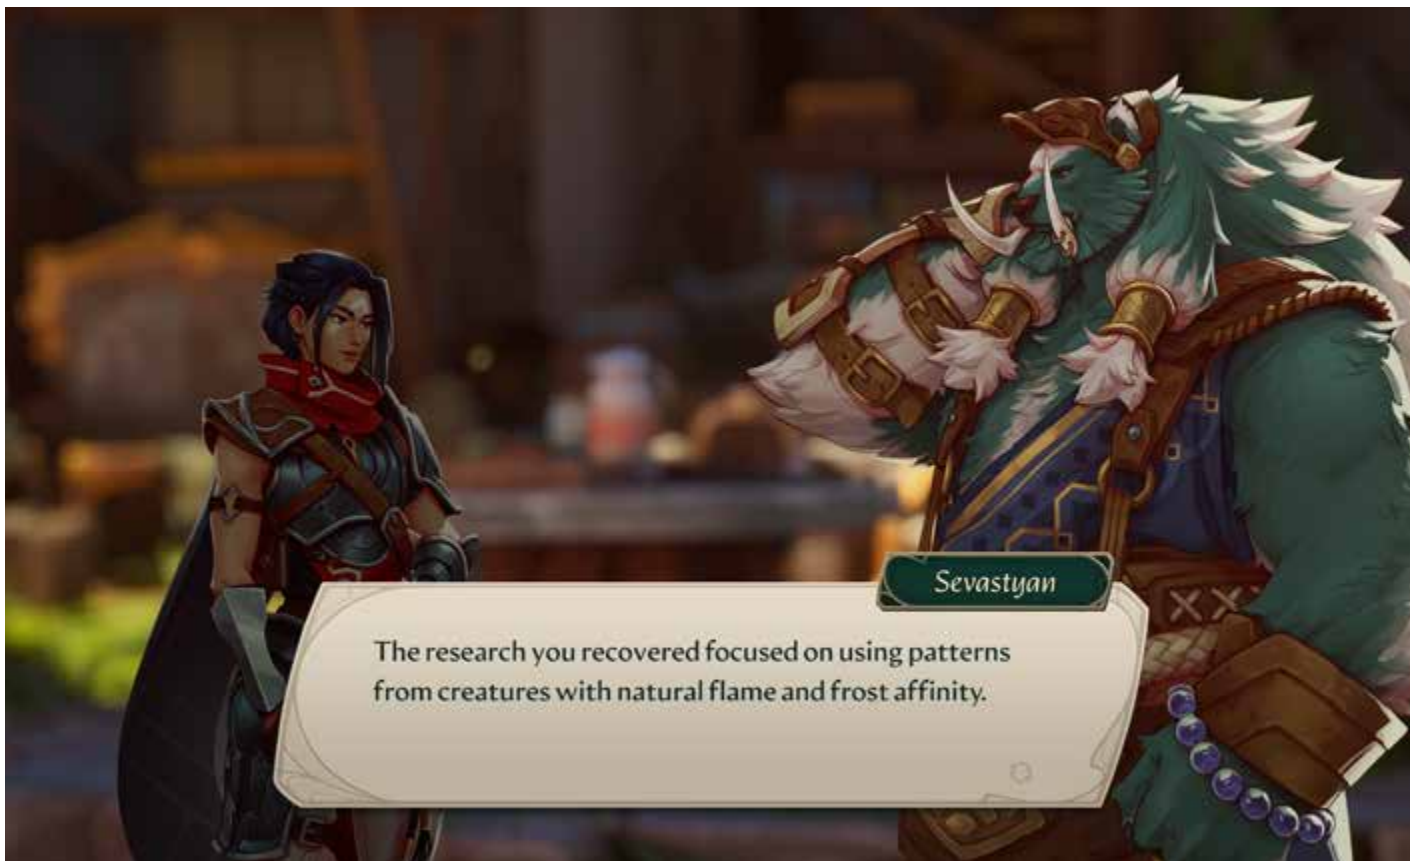 Sevastyan
The research you recovered focused on using patterns
from creatures with natural flame and frost affinity.